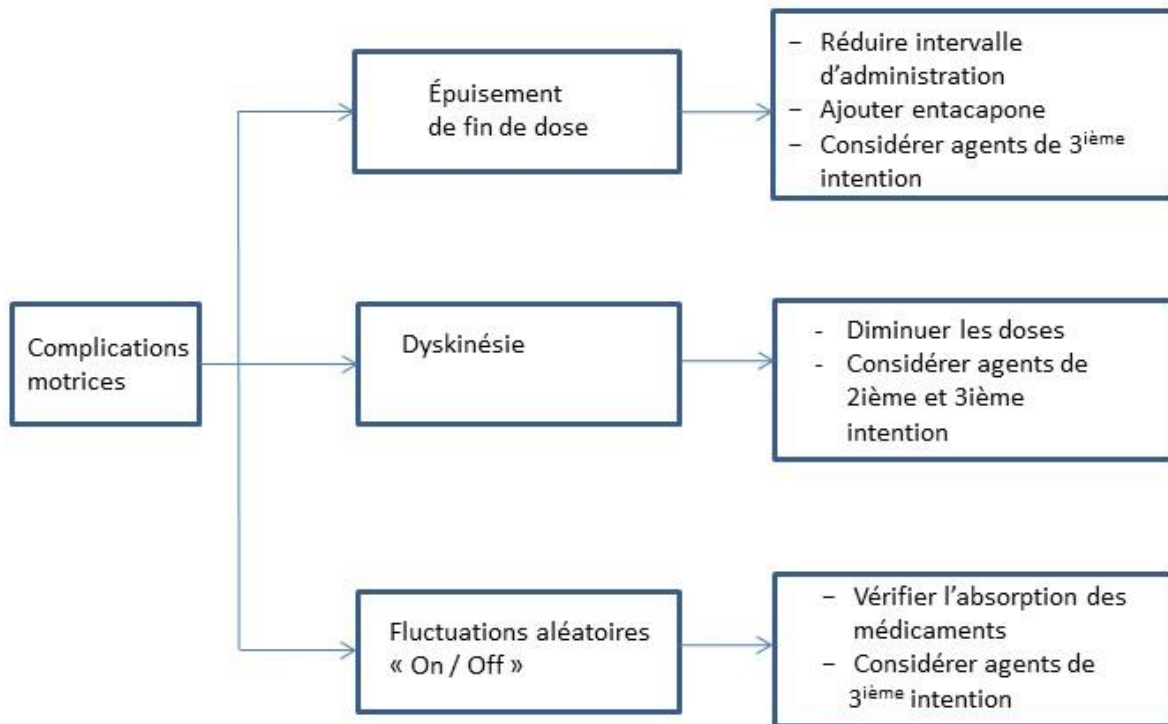 Complications
motrices
Épuisement
de fin de dose
− Réduire intervalle
d’administration
− Ajouter entacapone
− Considérer agents de 3ième
intention
Dyskinésie
- Diminuer les doses
- Considérer agents de
2ième et 3ième
intention
Fluctuations aléatoires
« On / Off »
− Vérifier l’absorption des
médicaments
− Considérer agents de
3ième intention